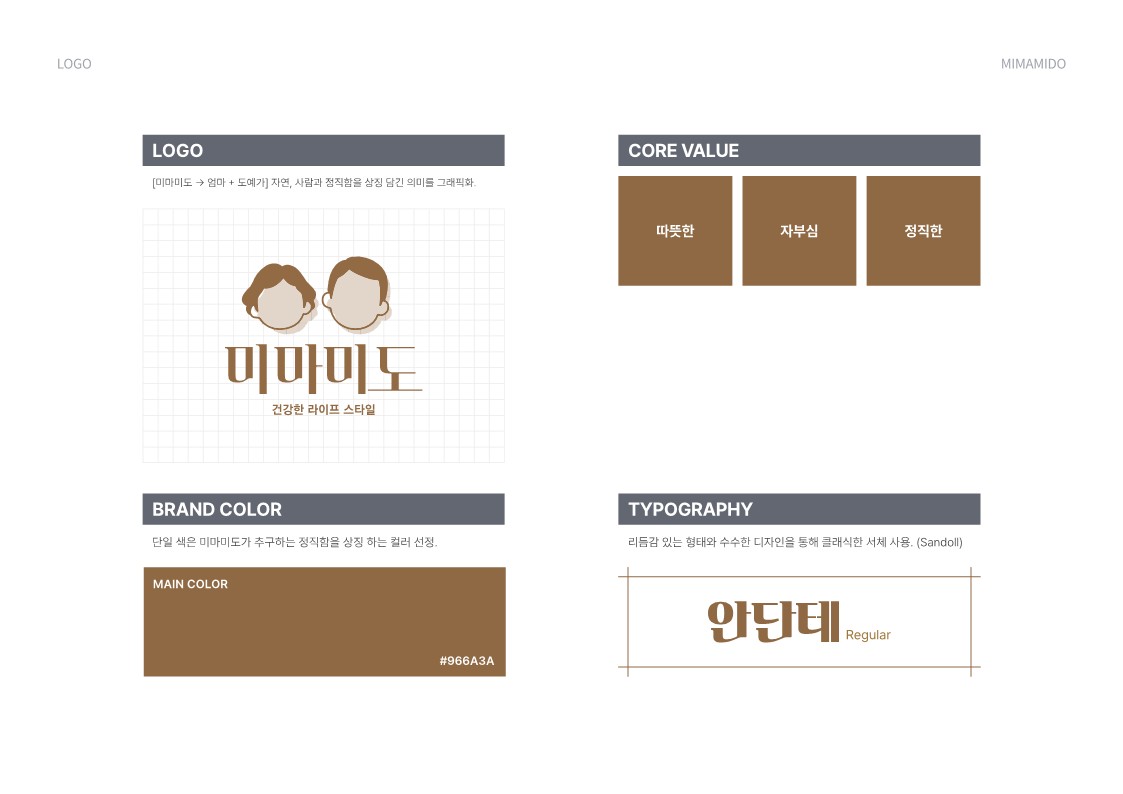 LOGO
MIMAMIDO
LOGO
[미마미도 → 엄마 + 도예가] 자연, 사람과 정직함을 상징 담긴 의미를 그래픽화.
미마미도
건강한 라이프 스타일
CORE VALUE
따뜻한
자부심
정직한
BRAND COLOR
단일 색은 미마미도가 추구하는 정직함을 상징 하는 컬러 선정.
MAIN COLOR
#966A3A
TYPOGRAPHY
리듬감 있는 형태와 수수한 디자인을 통해 클래식한 서체 사용. (Sandoll)
안단테 Regular